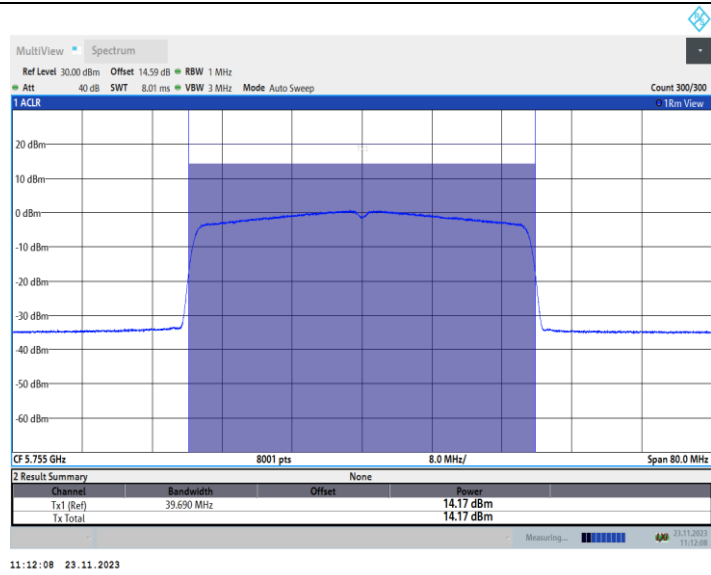 MultiView Spectrum
Ref Level 30.00 dBm Offset 14.59 dB RBW 1 MHz
Att 40 dB SWT 8.01 ms VBW 3 MHz Mode Auto Sweep Count 300/300
1 ACLR 1Rm View
20 dBm
10 dBm
0 dBm
-10 dBm
-20 dBm
-30 dBm
-40 dBm
-50 dBm
-60 dBm
CF 5.755 GHz 8001 pts 8.0 MHz/ Span 80.0 MHz
2 Result Summary None
Channel Bandwidth Offset Power
Tx1 (Ref) 39.690 MHz 14.17 dBm
Tx Total 14.17 dBm
Measuring... 23.11.2023
11:12:08
11:12:08 23.11.2023